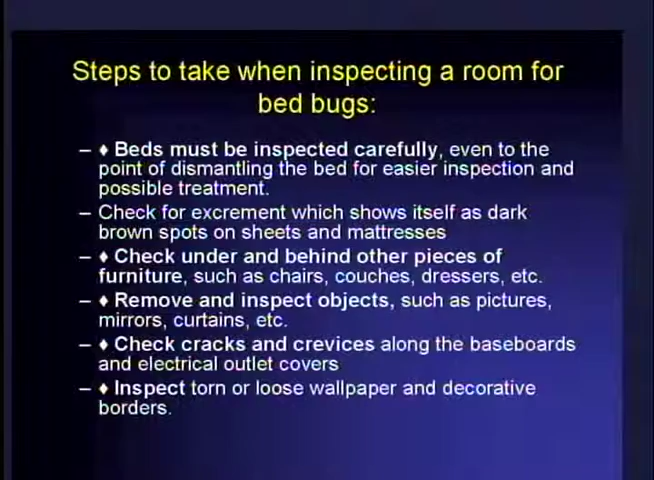 Steps to take when inspecting a room for
bed bugs:
– ♦ Beds must be inspected carefully, even to the
point of dismantling the bed for easier inspection and
possible treatment.
– Check for excrement which shows itself as dark
brown spots on sheets and mattresses
– ♦ Check under and behind other pieces of
furniture, such as chairs, couches, dressers, etc.
– ♦ Remove and inspect objects, such as pictures,
mirrors, curtains, etc.
– ♦ Check cracks and crevices along the baseboards
and electrical outlet covers
– ♦ Inspect torn or loose wallpaper and decorative
borders.